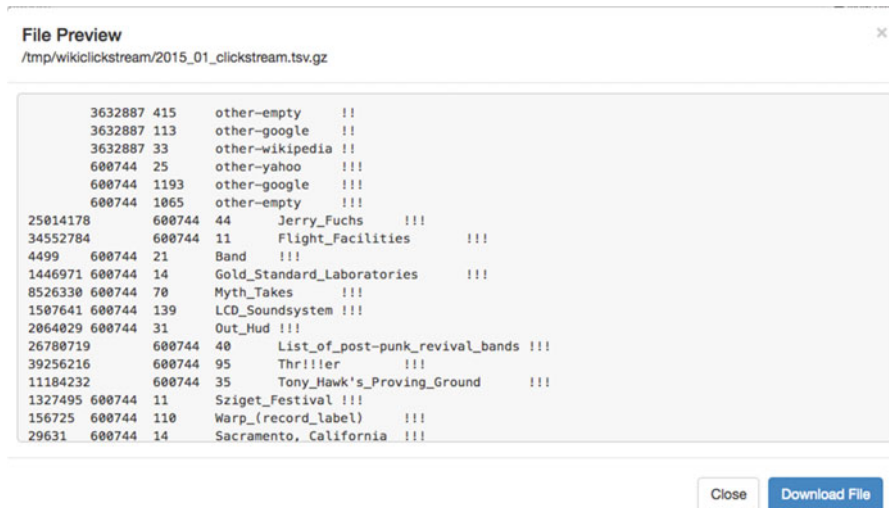 File Preview
×
/tmp/wikiclickstream/2015_01_clickstream.tsv.gz
3632887 415 other-empty !!
3632887 113 other-google !!
3632887 33 other-wikipedia !!
600744 25 other-yahoo !!!
600744 1193 other-google !!!
600744 1065 other-empty !!!
25014178 600744 44 Jerry_Fuchs !!!
34552784 600744 11 Flight_Facilities !!!
4499 600744 21 Band !!!
1446971 600744 14 Gold_Standard_Laboratories !!!
8526330 600744 70 Myth_Takes !!!
1507641 600744 139 LCD_Soundsystem !!!
2064029 600744 31 Out_Hud !!!
26780719 600744 40 List_of_post-punk_revival_bands !!!
39256216 600744 95 Thr!!!er !!!
11184232 600744 35 Tony_Hawk's_Proving_Ground !!!
1327495 600744 11 Sziget_Festival !!!
156725 600744 110 Warp_(record_label) !!!
29631 600744 14 Sacramento, California !!!
Close Download File